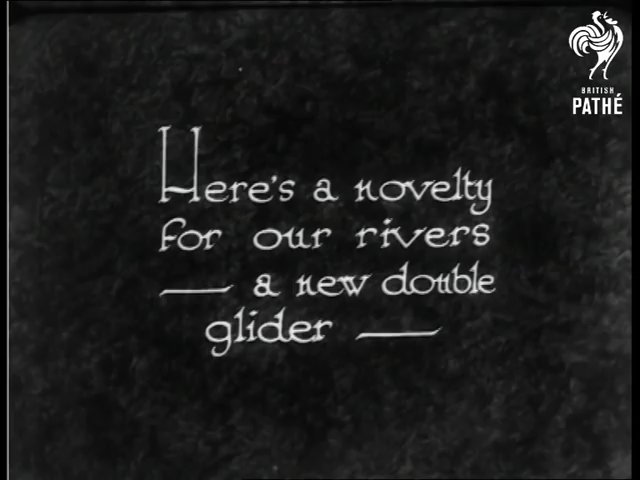 BRITISH
PATHÉ
Here's a novelty
for our rivers
— a new double
glider —